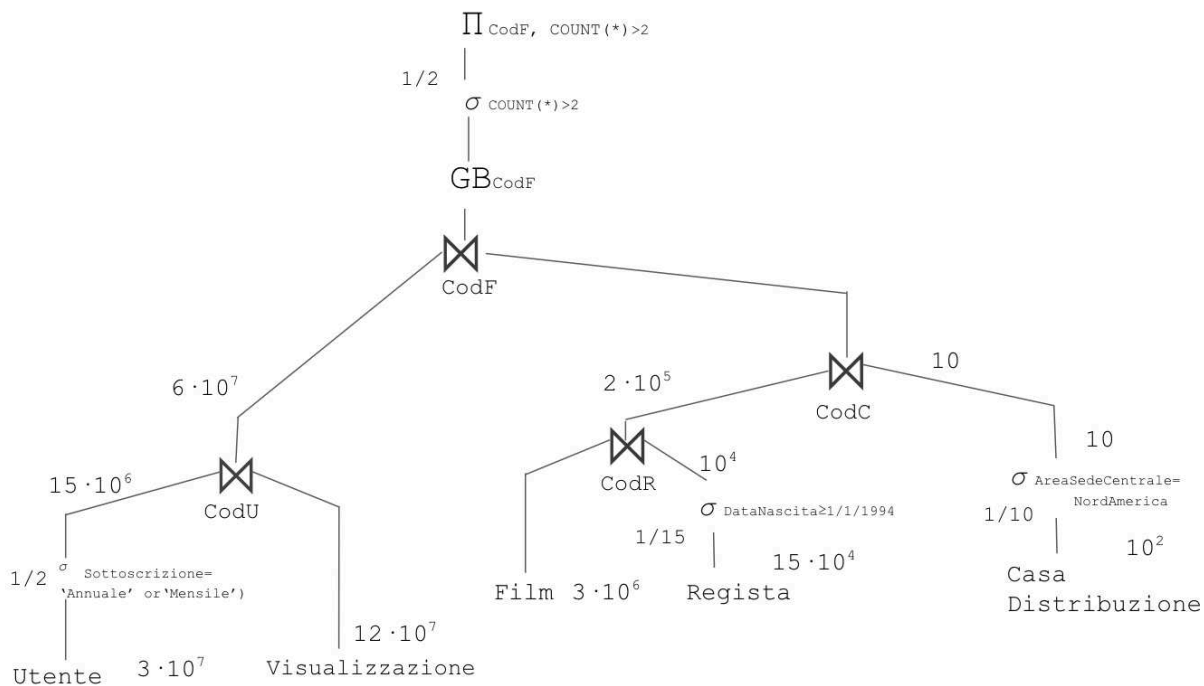 Π CodF, COUNT(*)>2
1/2
σ COUNT(*)>2
GB CodF
⋈
CodF
6·10⁷
2·10⁵
⋈
10
CodC
15·10⁶
⋈
CodU
⋈
CodR
10⁴
10
σ AreaSedeCentrale=
NordAmerica
σ DataNascita≥1/1/1994
1/15
1/10
1/2
σ Sottoscrizione=
'Annuale' or'Mensile')
Film 3·10⁶
15·10⁴
Regista
10²
Casa
Distribuzione
12·10⁷
Utente 3·10⁷
Visualizzazione